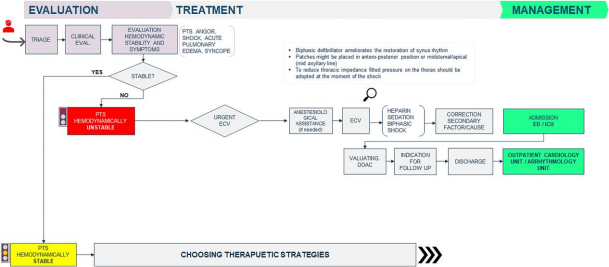 EVALUATION
TREATMENT
MANAGEMENT
TRIAGE
CLINICAL
EVAL
EVALUATION
HEMODYNAMIC
STABILITY AND
SYMPTOMS
PTS. ANGOR,
SHOCK, ACUTE
PULMONARY
EDEMA, SYNCOPE
• Biphasic defibrillator ameliorates the restoration of synus rhythm
• Patches might be placed in antero-posterior position or midsternal/apical
(mid axyllary line)
• To reduce thoracic impedance fitted pressure on the thorax should be
adopted at the moment of the shock
YES
STABLE?
NO
PTS
HEMODYNAMICALLY
UNSTABLE
URGENT
ECV
ANESTESIOLO
GICAL
ASSISTANCE
(if needed)
ECV
HEPARIN
SEDATION
BIPHASIC
SHOCK
CORRECTION
SECONDARY
FACTOR/CAUSE
ADMISSION
ED / ICU
VALUATING
DOAC
INDICATION
FOR
FOLLOW UP
DISCHARGE
OUTPATIENT CARDIOLOGY
UNIT / ARRHYTHMOLOGY
UNIT
PTS
HEMODYNAMICALLY
STABLE
CHOOSING THERAPUETIC STRATEGIES